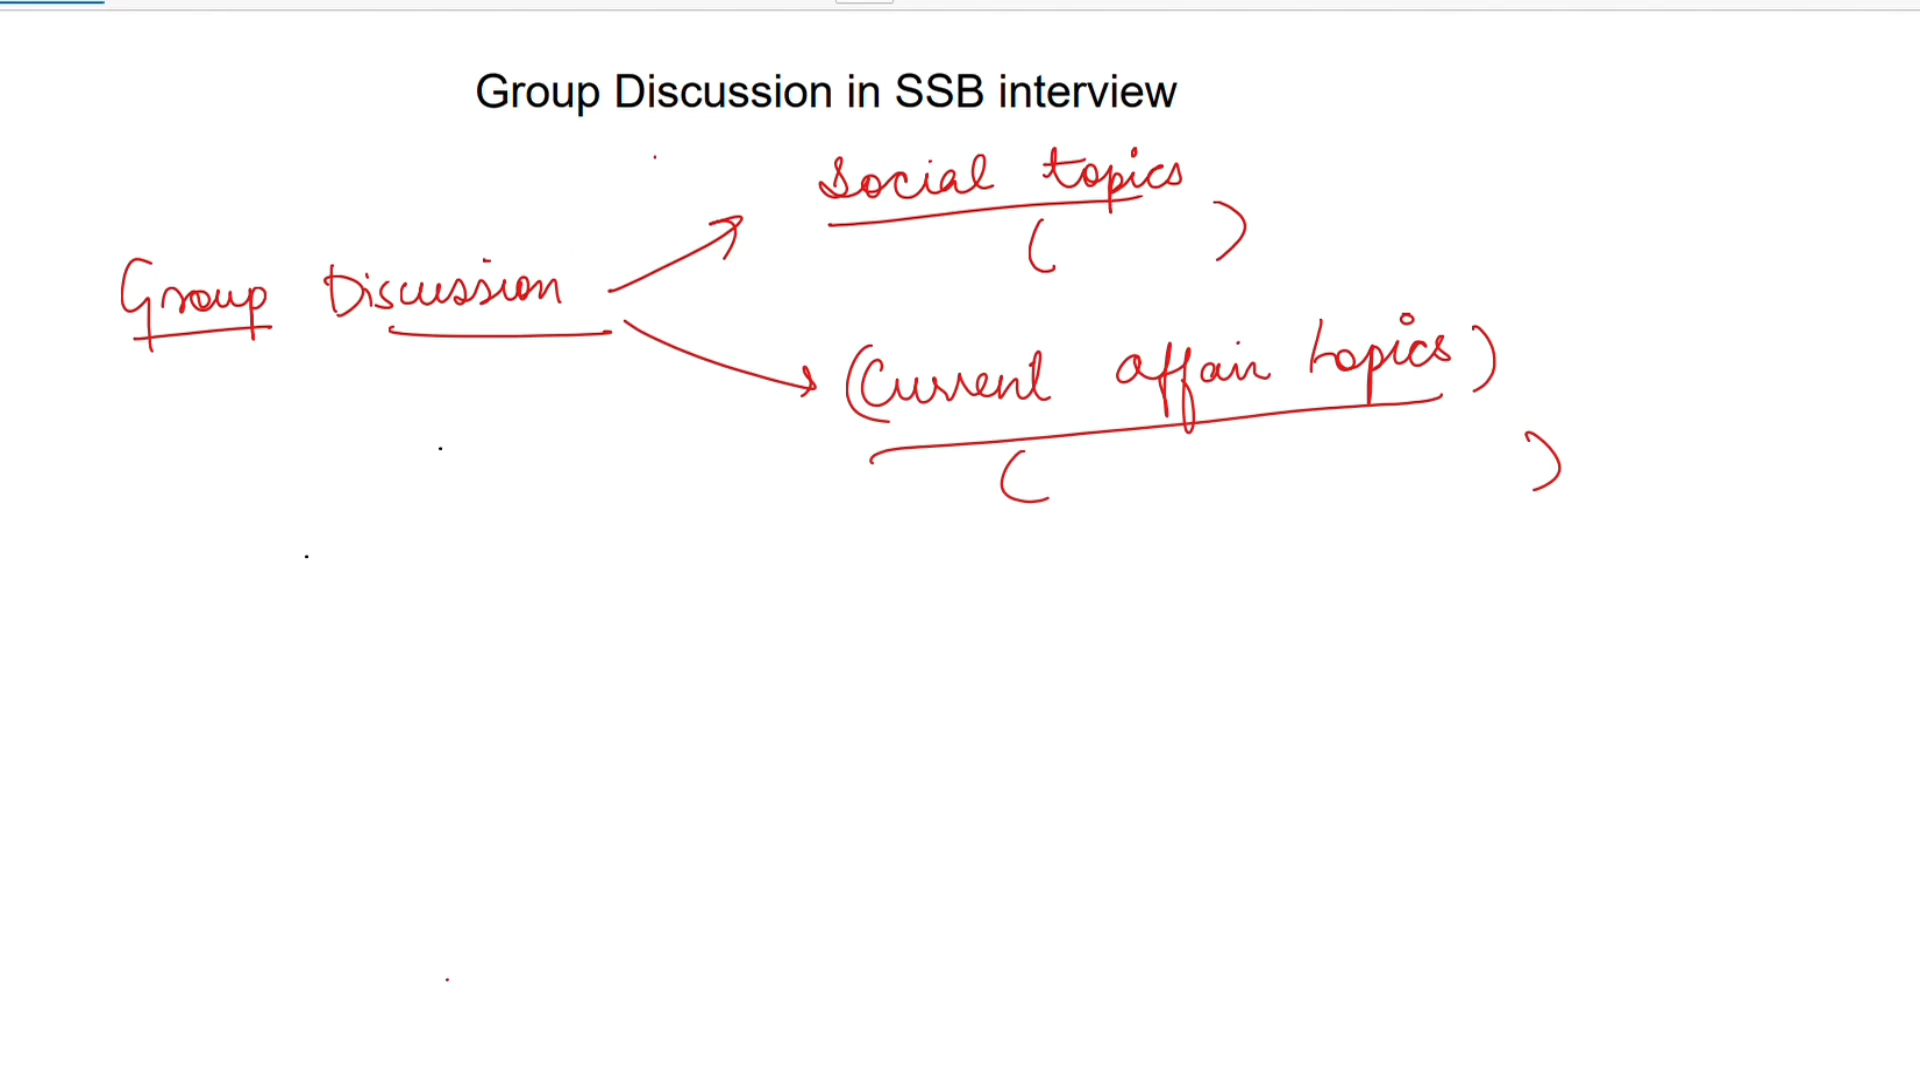 Group Discussion in SSB interview
Social topics
( )
Group Discussion
(Current affair topics)
( )